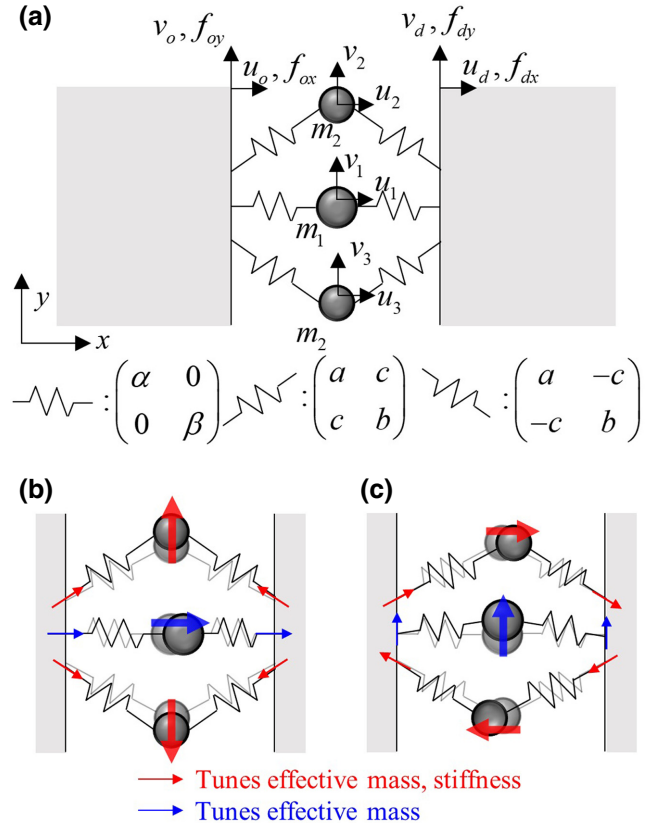 (a)
v_o, f_oy
v_d, f_dy
u_o, f_ox
v_2
u_d, f_dx
u_2
m_2
v_1
u_1
m_1
v_3
u_3
m_2
y
x
: (α 0
0 β)
: (a c
c b)
: (a -c
-c b)
(b)
(c)
Tunes effective mass, stiffness
Tunes effective mass